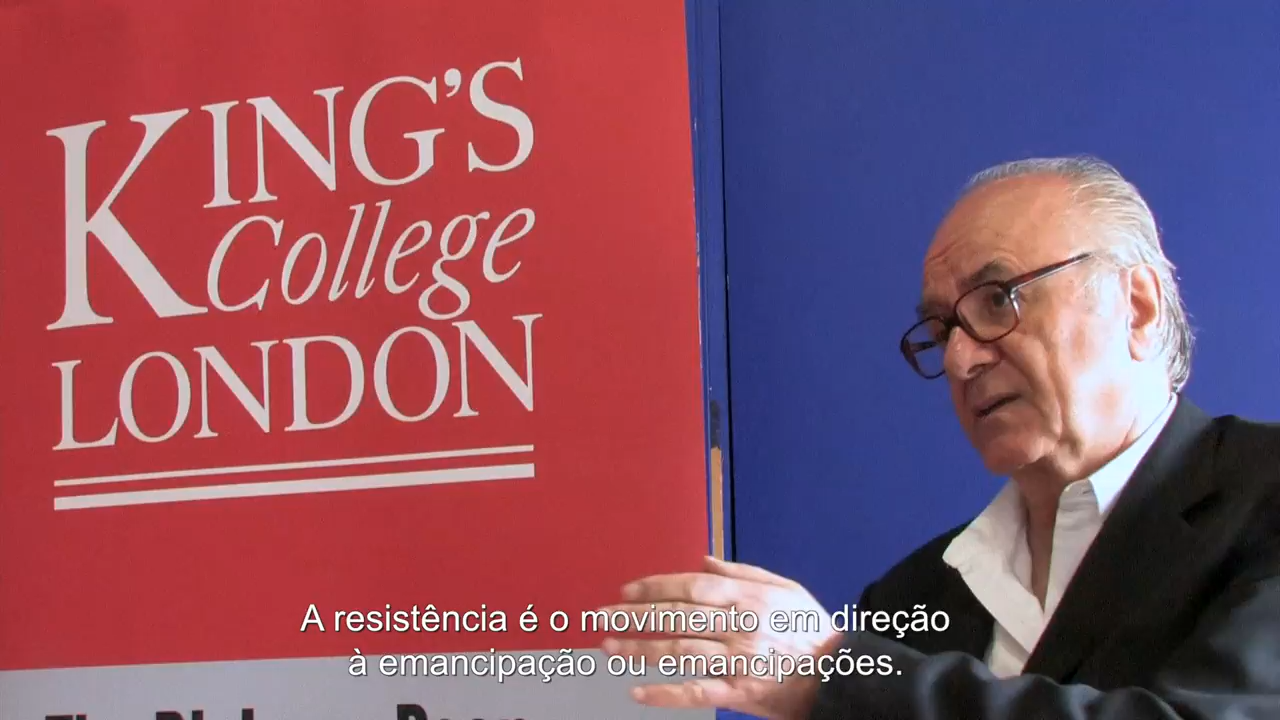 KING'S
College
LONDON
A resistência é o movimento em direção
à emancipação ou emancipações.